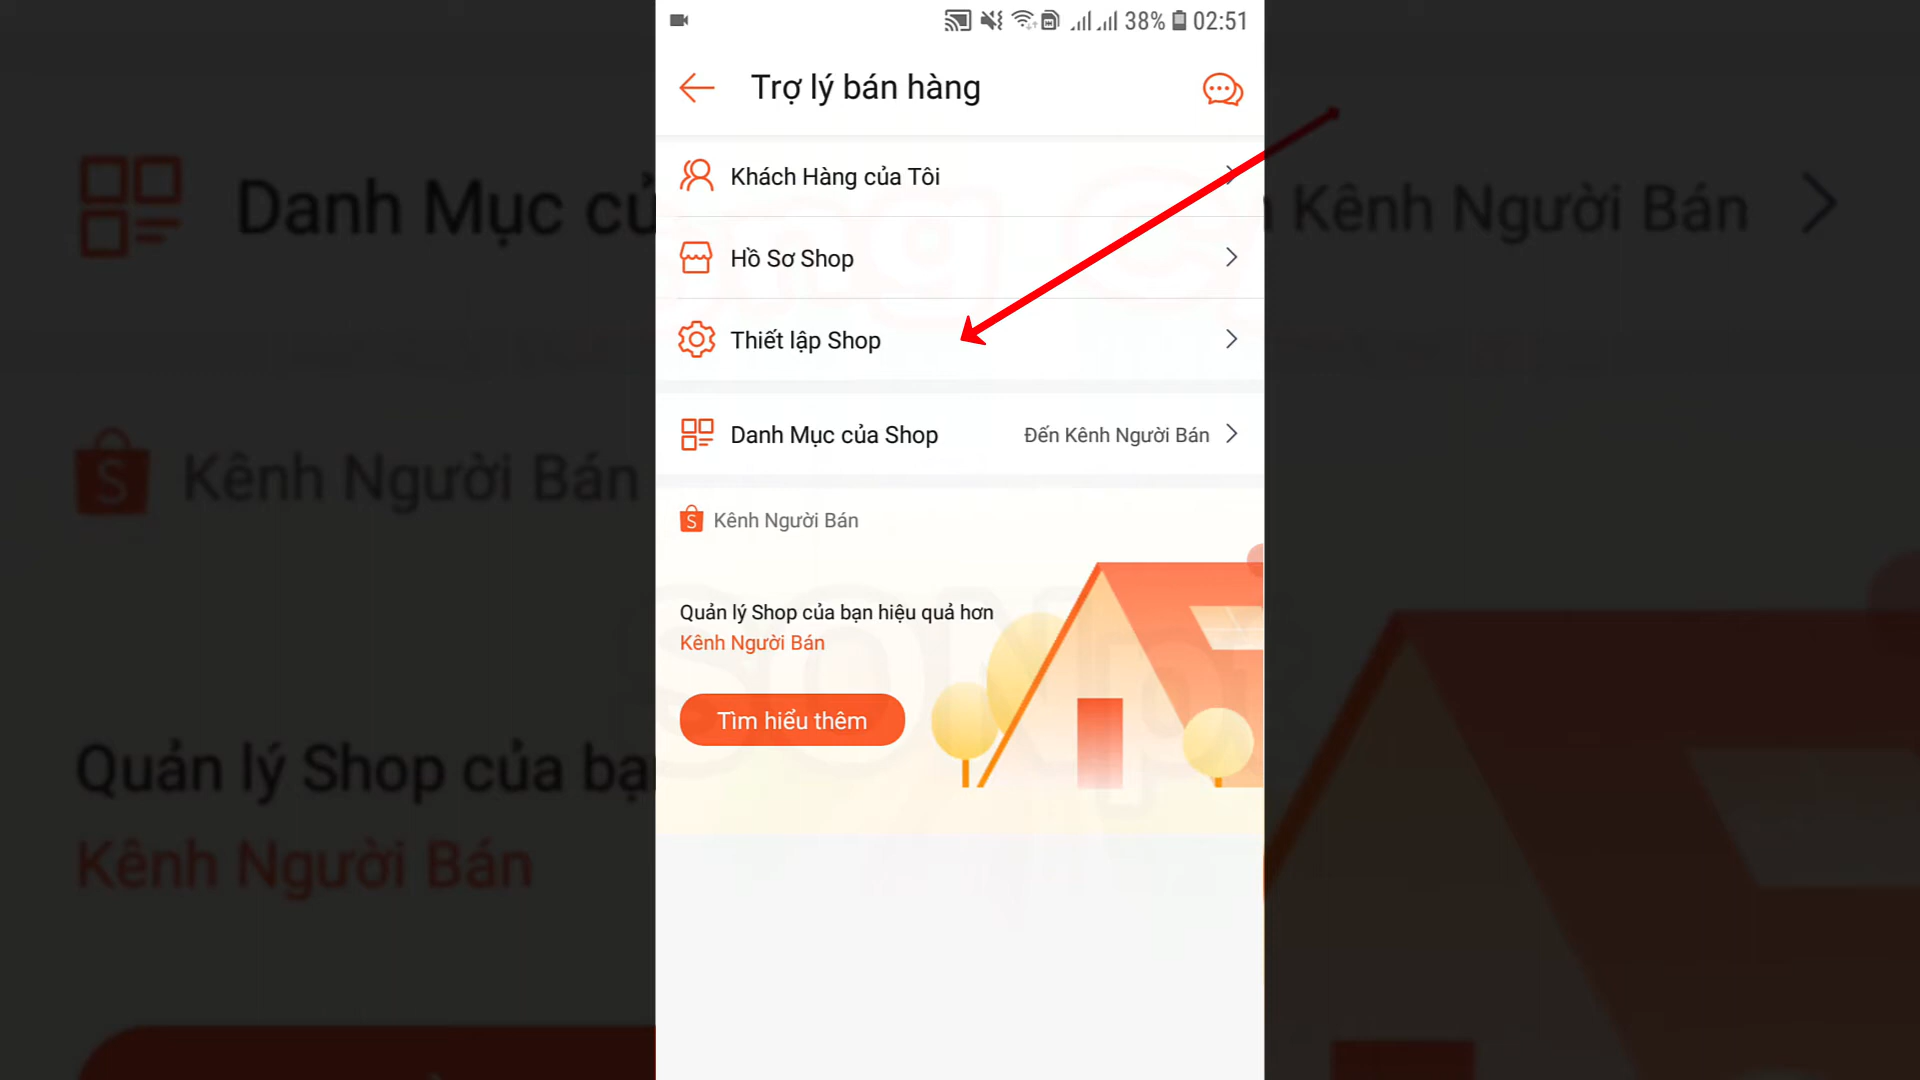 38% 02:51
Trợ lý bán hàng
Khách Hàng của Tôi
Hồ Sơ Shop
Thiết lập Shop
Danh Mục của Shop Đến Kênh Người Bán
Kênh Người Bán
Quản lý Shop của bạn hiệu quả hơn
Kênh Người Bán
Tìm hiểu thêm
Danh Mục củ
Kênh Người Bán
Kênh Người Bán
Quản lý Shop của bạ
Kênh Người Bán